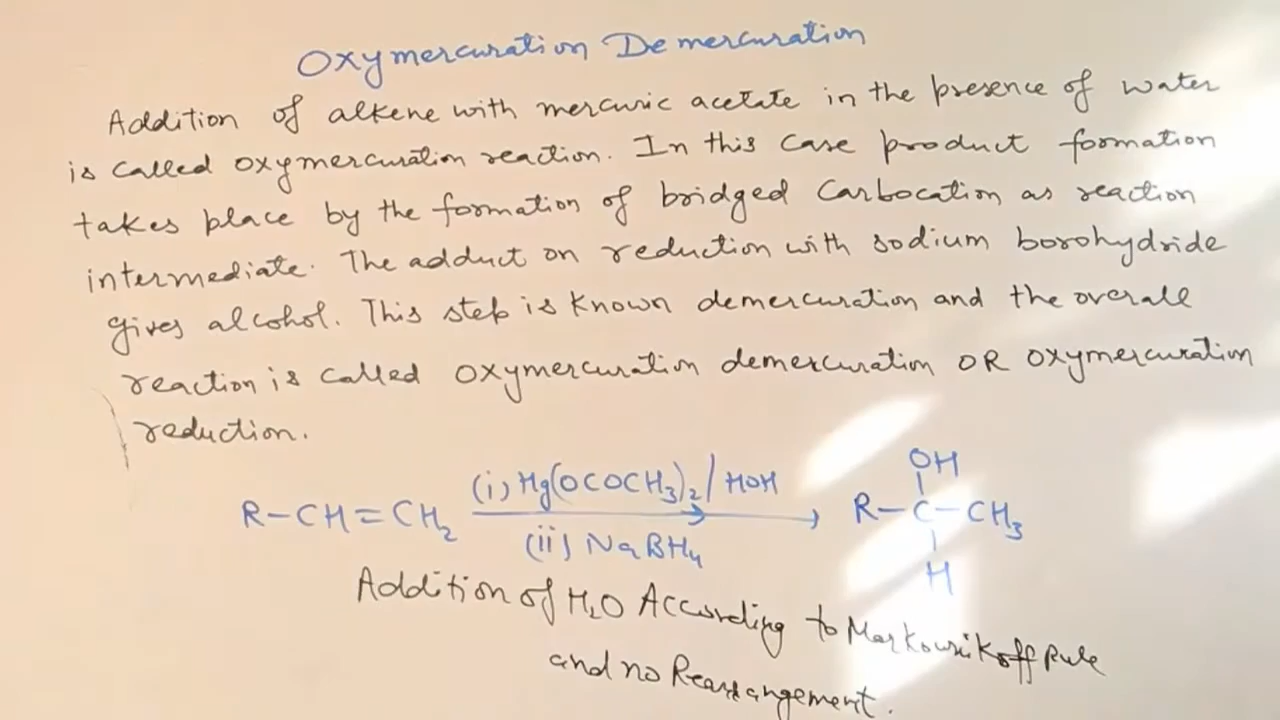 Oxymercuration Demercuration
Addition of alkene with mercuric acetate in the presence of water
is called oxymercuration reaction. In this case product formation
takes place by the formation of bridged carbocation as reaction
intermediate. The adduct on reduction with sodium borohydride
gives alcohol. This step is known demercuration and the overall
reaction is called oxymercuration demercuration OR oxymercuration
reduction.
OH
(i) Hg(OCOCH₃)₂/HOH
R-CH=CH₂ → R-C-CH₃
(ii) NaBH₄
H
Addition of H₂O According to Markownikoff Rule
and no Rearrangement.